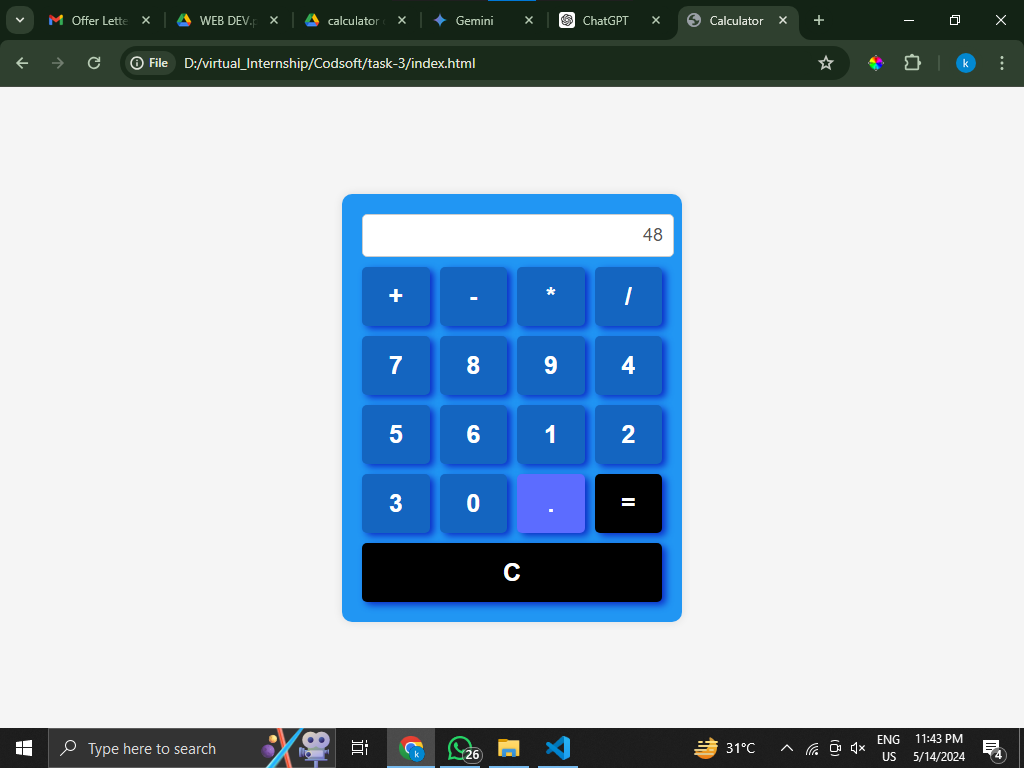 Offer Lette
WEB DEV.p
calculator
Gemini
ChatGPT
Calculator
File
D:/virtual_Internship/Codsoft/task-3/index.html
k
48
+ - * /
7 8 9 4
5 6 1 2
3 0 . =
C
Type here to search
k
26
31°C
ENG
US
11:43 PM
5/14/2024
4